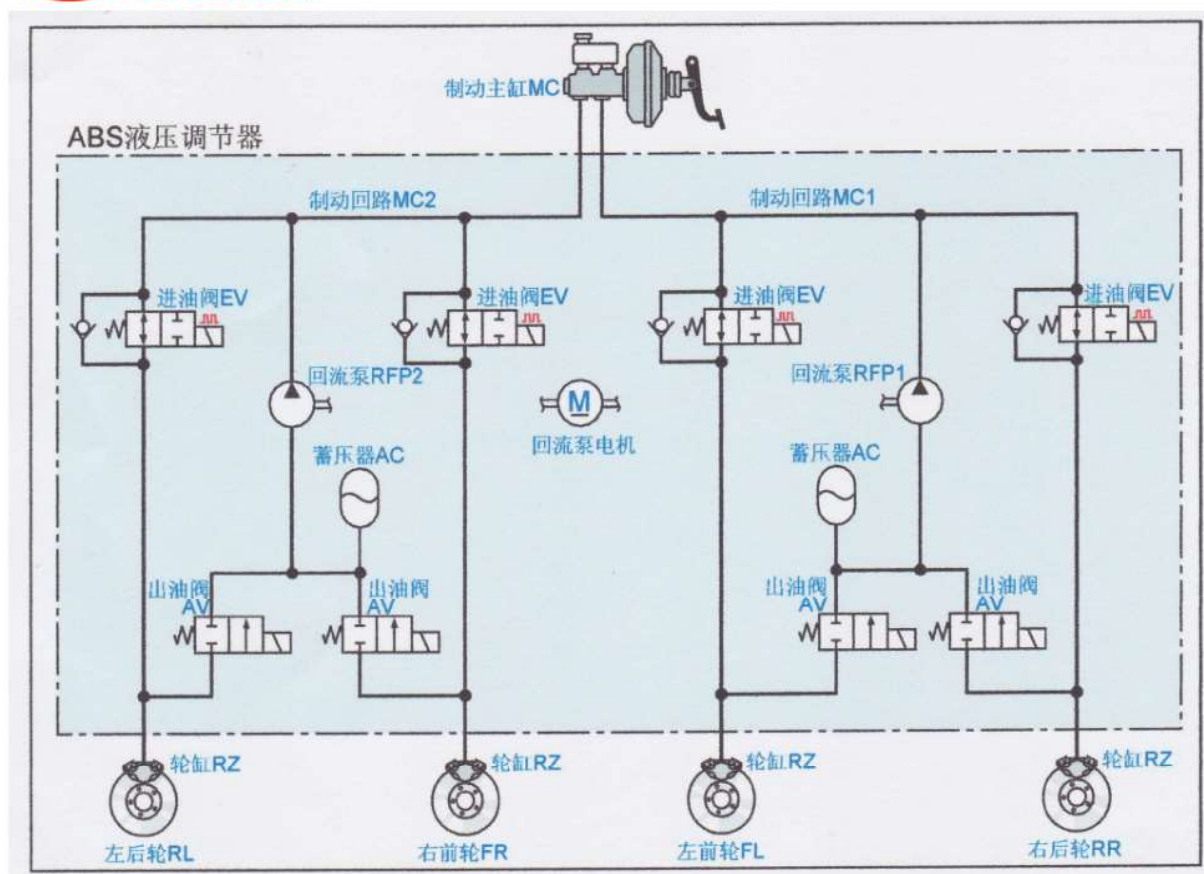 制动主缸MC
ABS液压调节器
制动回路MC2
制动回路MC1
进油阀EV
进油阀EV
进油阀EV
进油阀EV
回流泵RFP2
M
回流泵RFP1
蓄压器AC
回流泵电机
蓄压器AC
出油阀
AV
出油阀
AV
出油阀
AV
出油阀
AV
轮缸RZ
轮缸RZ
轮缸RZ
轮缸RZ
左后轮RL
右前轮FR
左前轮FL
右后轮RR